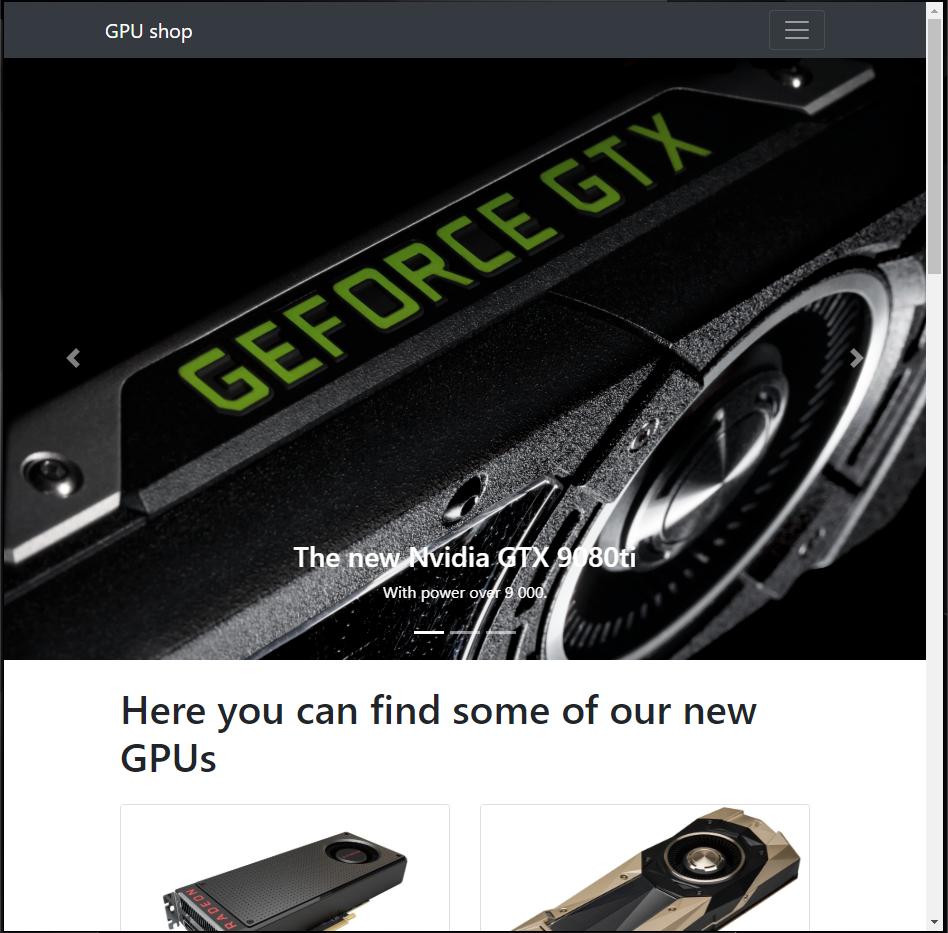 GPU shop
GEFORCE GTX
The new Nvidia GTX 9080ti
With power over 9 000.
Here you can find some of our new
GPUs
RADEON